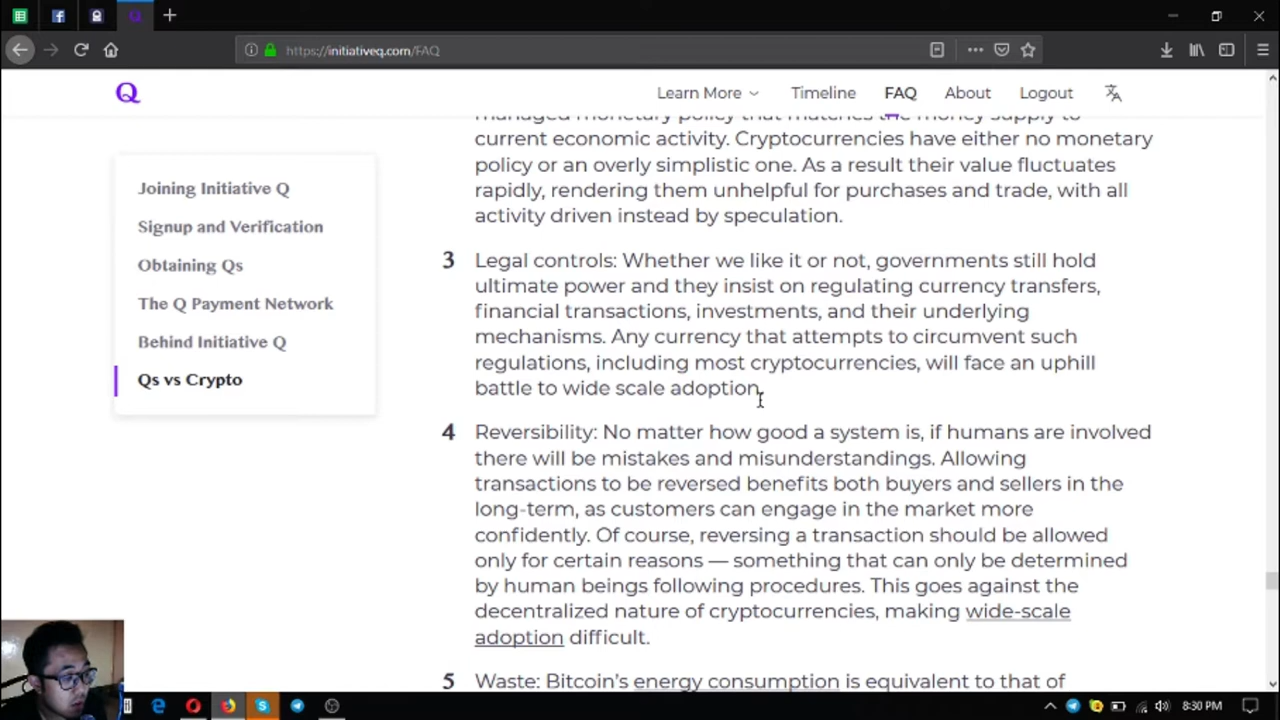 https://initiativeq.com/FAQ
Q
Learn More
Timeline
FAQ
About
Logout
Joining Initiative Q
Signup and Verification
Obtaining Qs
The Q Payment Network
Behind Initiative Q
Qs vs Crypto
managed monetary policy that matches the money supply to
current economic activity. Cryptocurrencies have either no monetary
policy or an overly simplistic one. As a result their value fluctuates
rapidly, rendering them unhelpful for purchases and trade, with all
activity driven instead by speculation.
3 Legal controls: Whether we like it or not, governments still hold
ultimate power and they insist on regulating currency transfers,
financial transactions, investments, and their underlying
mechanisms. Any currency that attempts to circumvent such
regulations, including most cryptocurrencies, will face an uphill
battle to wide scale adoption.
4 Reversibility: No matter how good a system is, if humans are involved
there will be mistakes and misunderstandings. Allowing
transactions to be reversed benefits both buyers and sellers in the
long-term, as customers can engage in the market more
confidently. Of course, reversing a transaction should be allowed
only for certain reasons — something that can only be determined
by human beings following procedures. This goes against the
decentralized nature of cryptocurrencies, making wide-scale
adoption difficult.
5 Waste: Bitcoin's energy consumption is equivalent to that of
8:30 PM